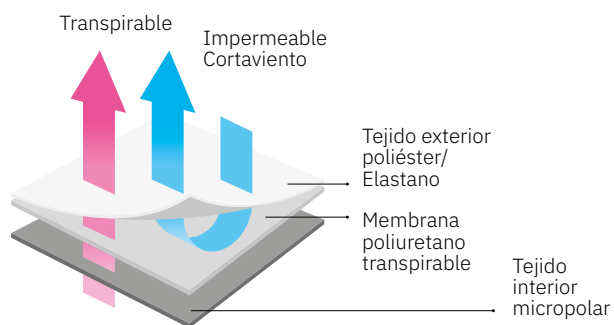 Transpirable
Impermeable
Cortaviento
Tejido exterior
poliéster/
Elastano
Membrana
poliuretano
transpirable
Tejido
interior
micropolar